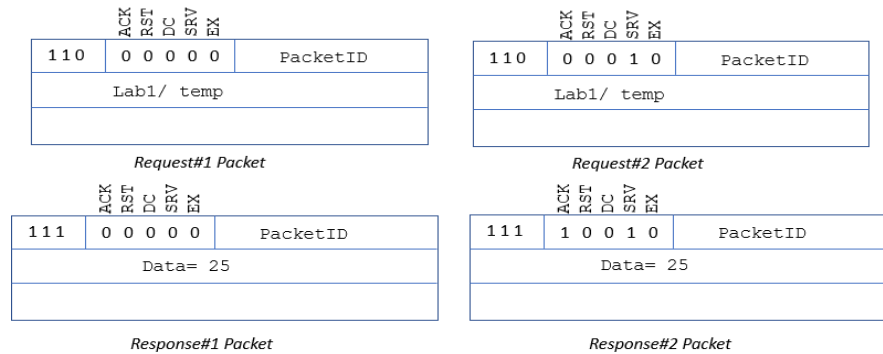 ACK RST DC SRV EX
110 0 0 0 0 0 PacketID
Lab1/ temp
Request#1 Packet
ACK RST DC SRV EX
110 0 0 0 1 0 PacketID
Lab1/ temp
Request#2 Packet
ACK RST DC SRV EX
111 0 0 0 0 0 PacketID
Data= 25
Response#1 Packet
ACK RST DC SRV EX
111 1 0 0 1 0 PacketID
Data= 25
Response#2 Packet